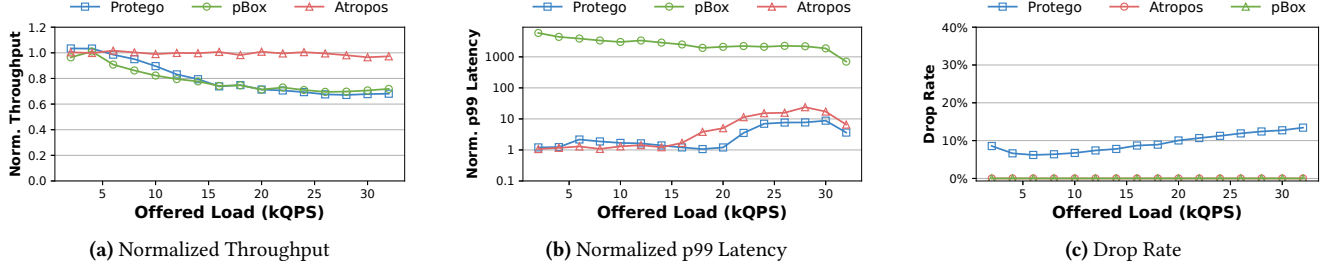 Protego pBox Atropos
Norm. Throughput
1.2
1.0
0.8
0.6
0.4
0.2
0.0
5 10 15 20 25 30
Offered Load (kQPS)
(a) Normalized Throughput
Protego pBox Atropos
Norm. p99 Latency
1000
100
10
1
0.1
5 10 15 20 25 30
Offered Load (kQPS)
(b) Normalized p99 Latency
Protego Atropos pBox
Drop Rate
40%
30%
20%
10%
0%
5 10 15 20 25 30
Offered Load (kQPS)
(c) Drop Rate